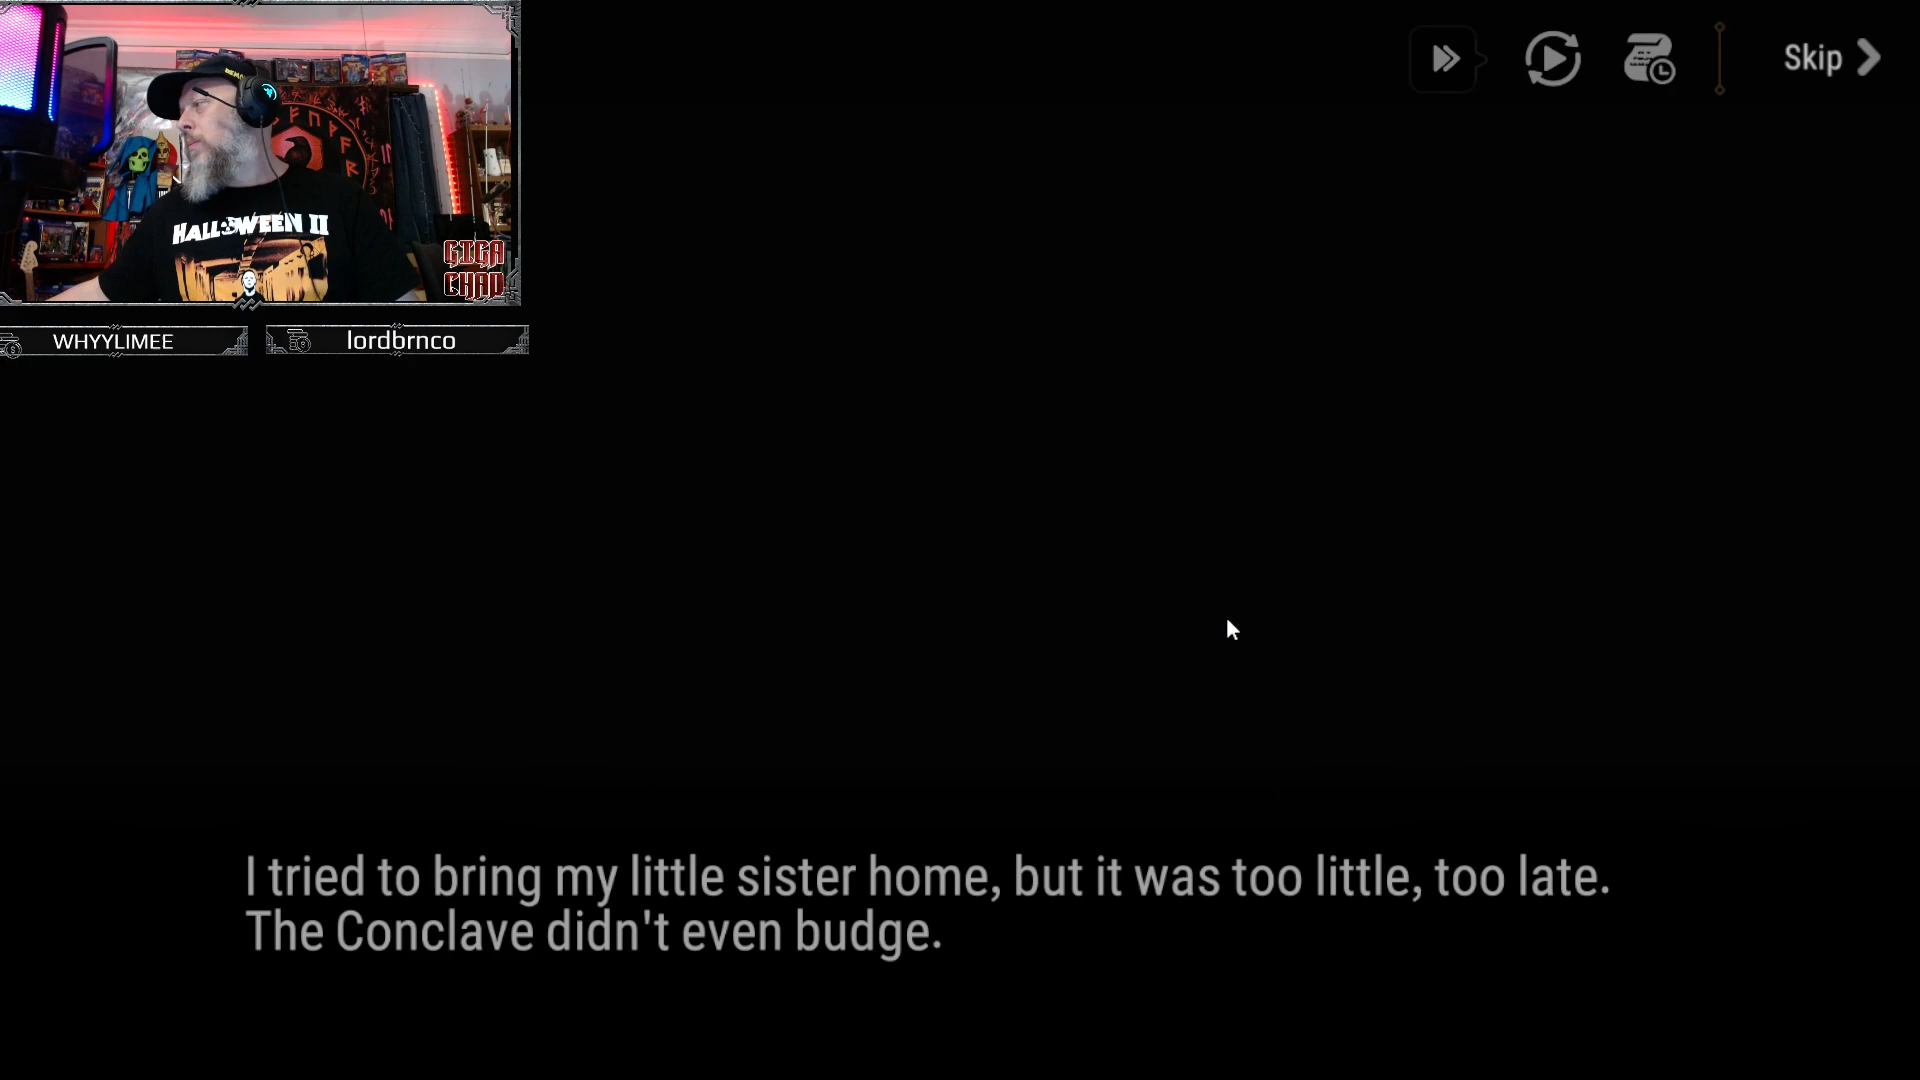 Skip
HALLOWEEN II
GIGA
CHAD
WHYYLIMEE
lordbrnco
I tried to bring my little sister home, but it was too little, too late.
The Conclave didn't even budge.